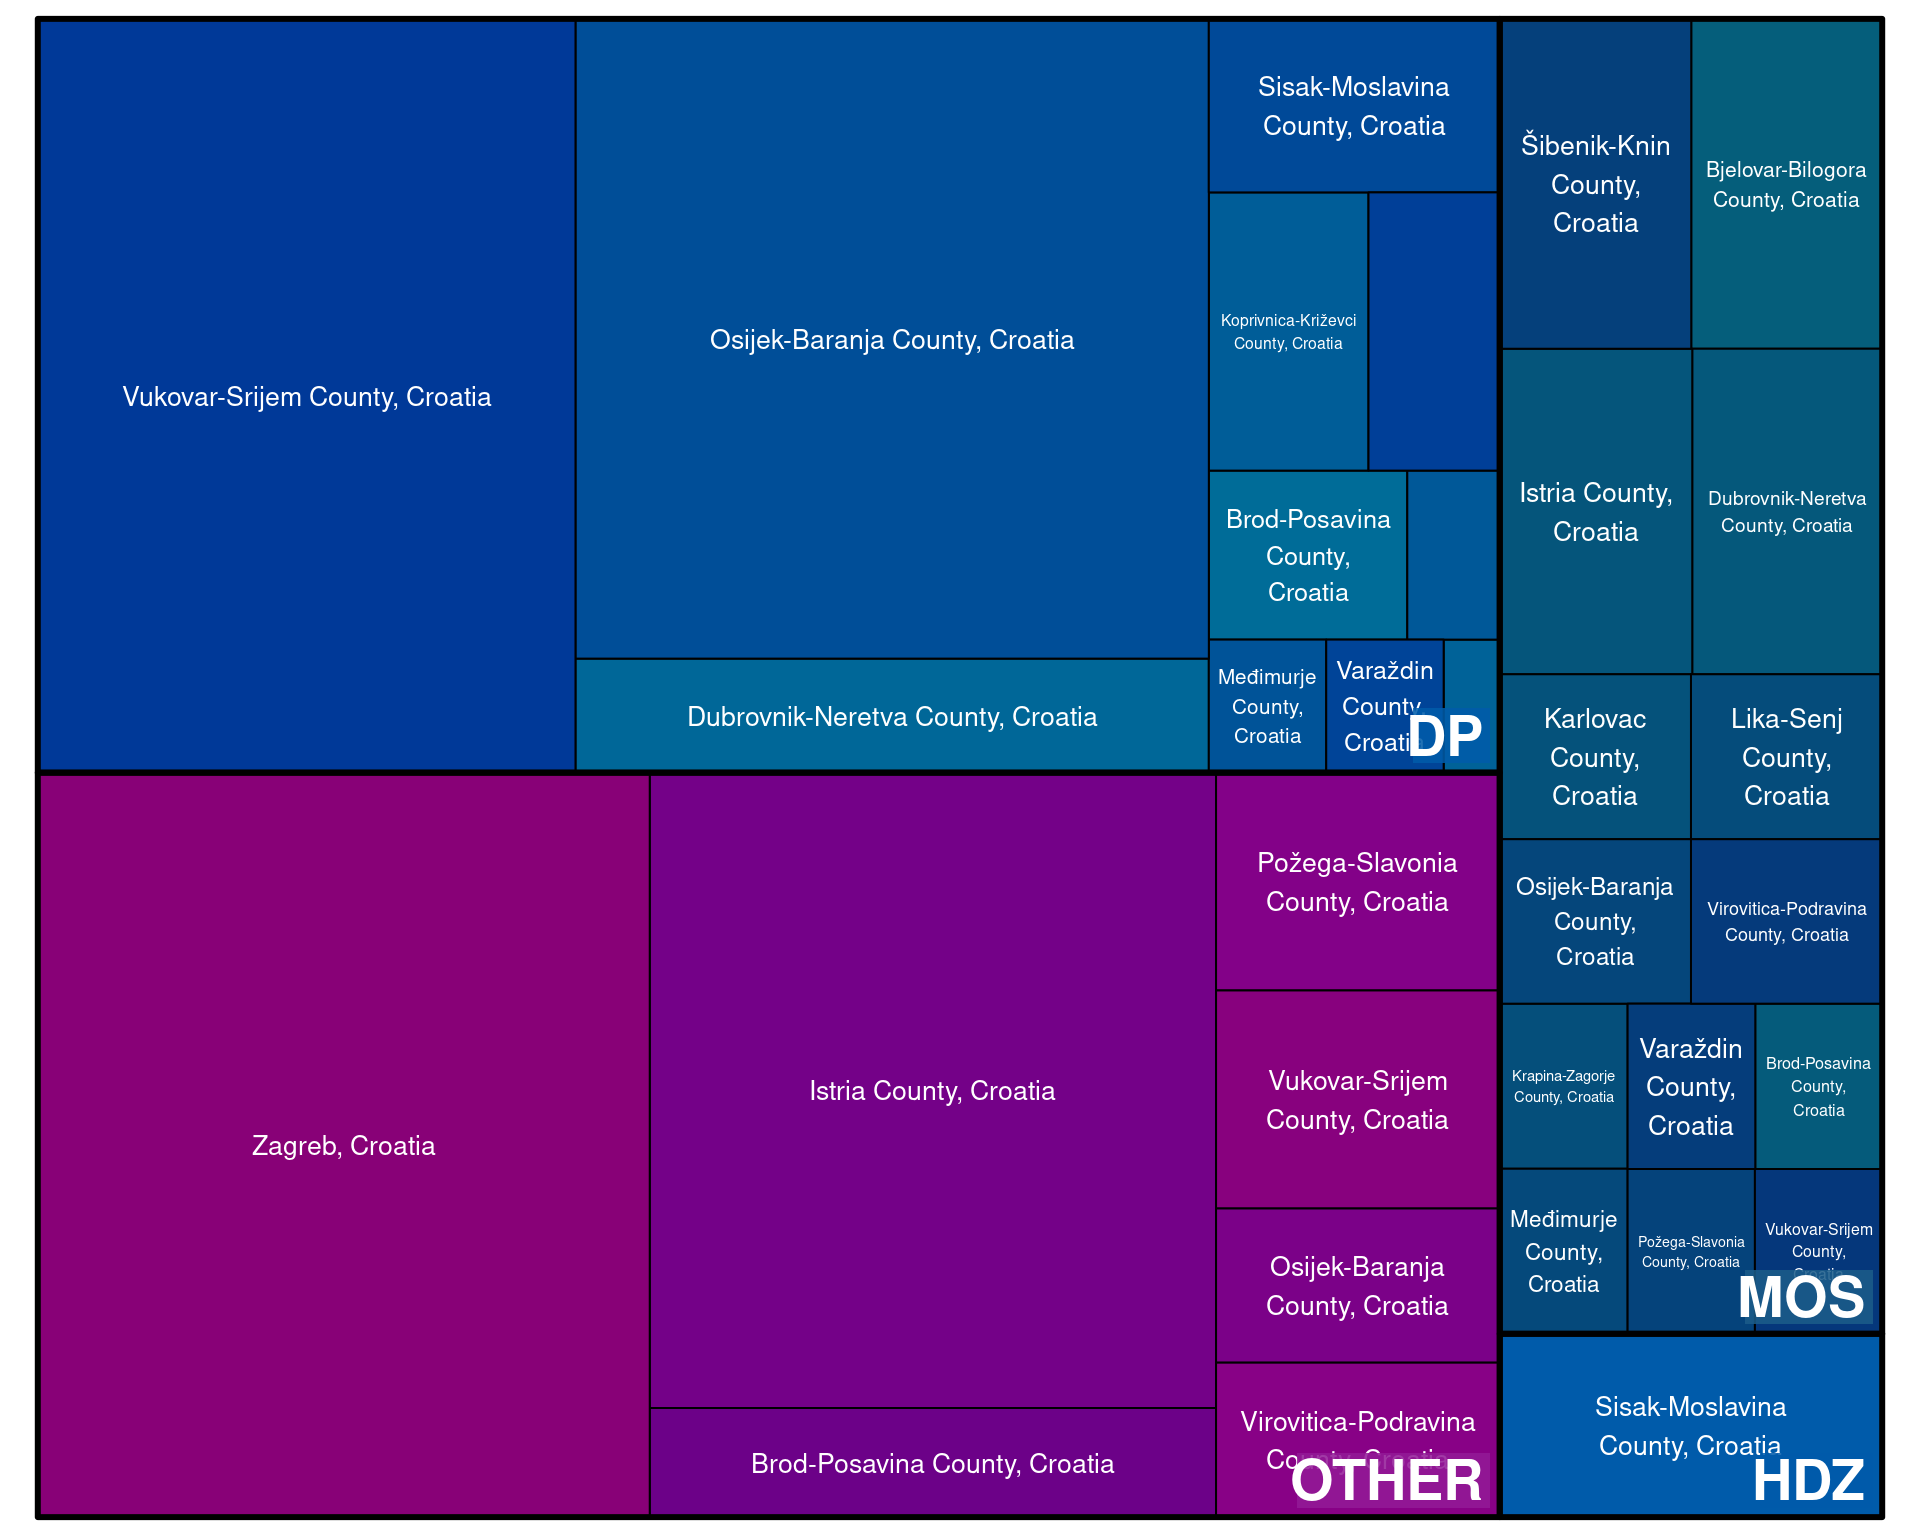 Vukovar-Srijem County, Croatia
Osijek-Baranja County, Croatia
Dubrovnik-Neretva County, Croatia
Sisak-Moslavina
County, Croatia
Koprivnica-Križevci
County, Croatia
Brod-Posavina
County,
Croatia
Međimurje
County,
Croatia
Varaždin
County,
Croatia
DP
Zagreb, Croatia
Istria County, Croatia
Brod-Posavina County, Croatia
Požega-Slavonia
County, Croatia
Vukovar-Srijem
County, Croatia
Osijek-Baranja
County, Croatia
Virovitica-Podravina
County, Croatia
OTHER
Šibenik-Knin
County,
Croatia
Bjelovar-Bilogora
County, Croatia
Istria County,
Croatia
Dubrovnik-Neretva
County, Croatia
Karlovac
County,
Croatia
Lika-Senj
County,
Croatia
Osijek-Baranja
County,
Croatia
Virovitica-Podravina
County, Croatia
Krapina-Zagorje
County, Croatia
Varaždin
County,
Croatia
Brod-Posavina
County,
Croatia
Međimurje
County,
Croatia
Požega-Slavonia
County, Croatia
Vukovar-Srijem
County,
Croatia
MOS
Sisak-Moslavina
County, Croatia
HDZ